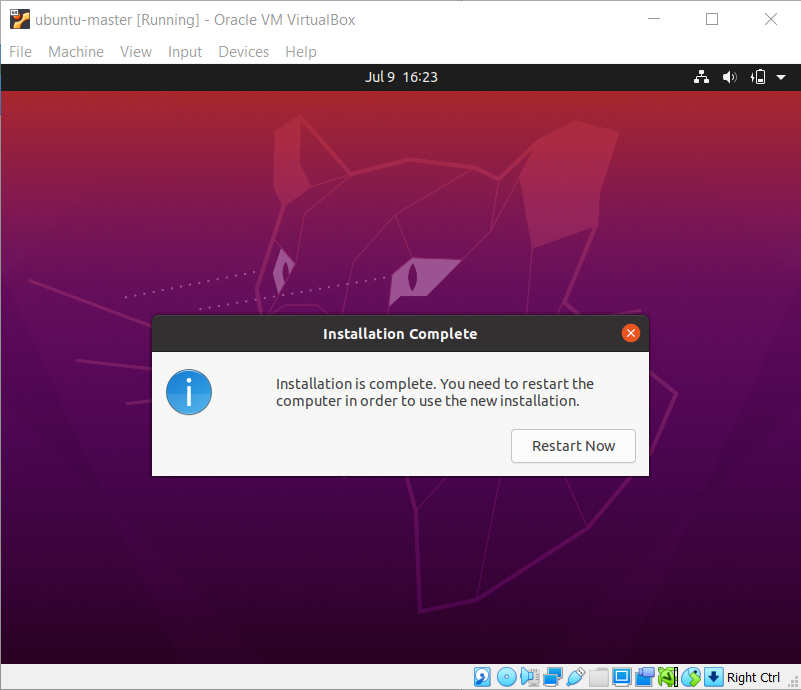 ubuntu-master [Running] - Oracle VM VirtualBox
File Machine View Input Devices Help
Jul 9 16:23
Installation Complete
Installation is complete. You need to restart the
computer in order to use the new installation.
Restart Now
Right Ctrl